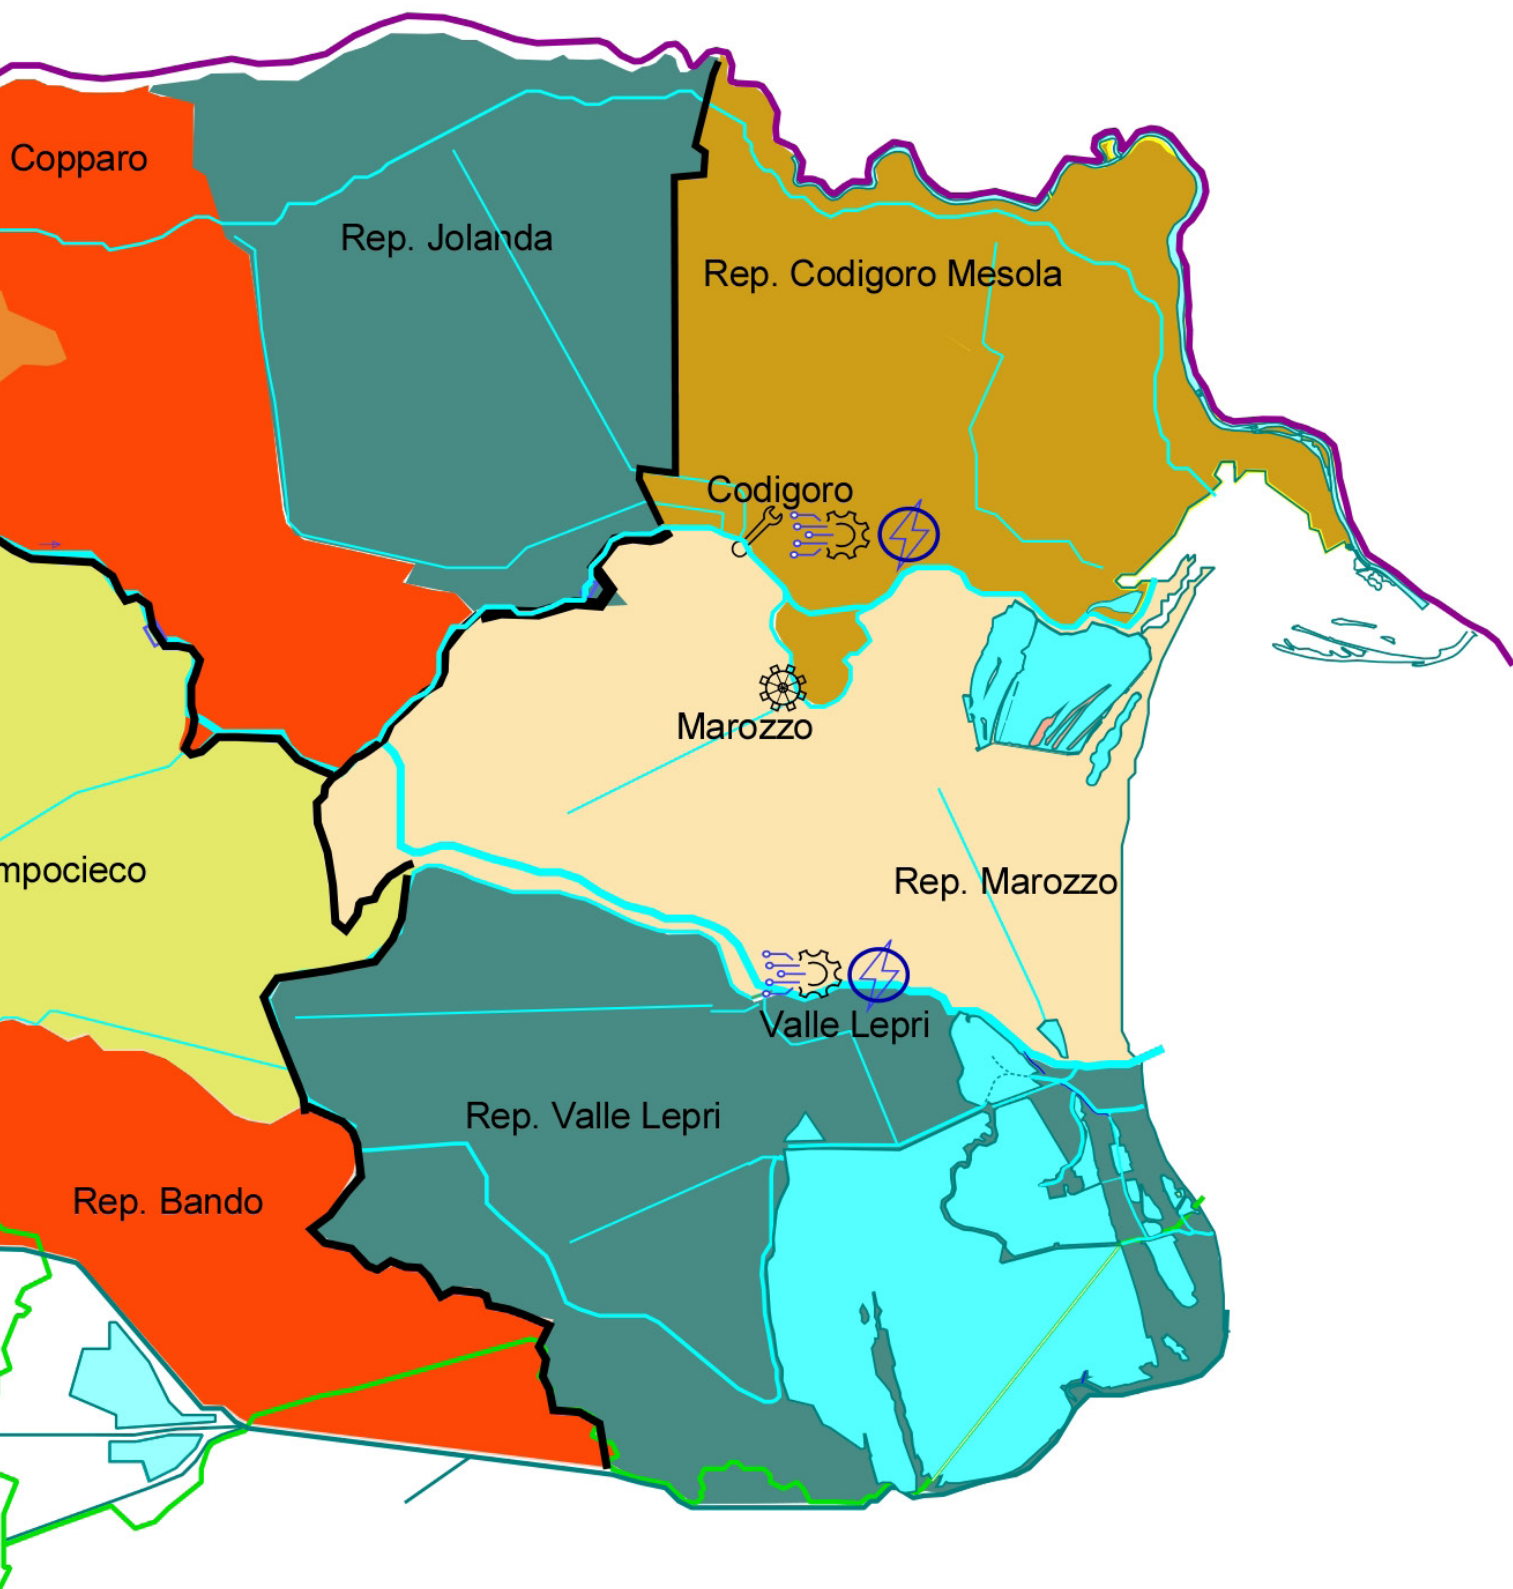 Copparo
Rep. Jolanda
Rep. Codigoro Mesola
Codigoro
Marozzo
mpocieco
Rep. Marozzo
Valle Lepri
Rep. Valle Lepri
Rep. Bando